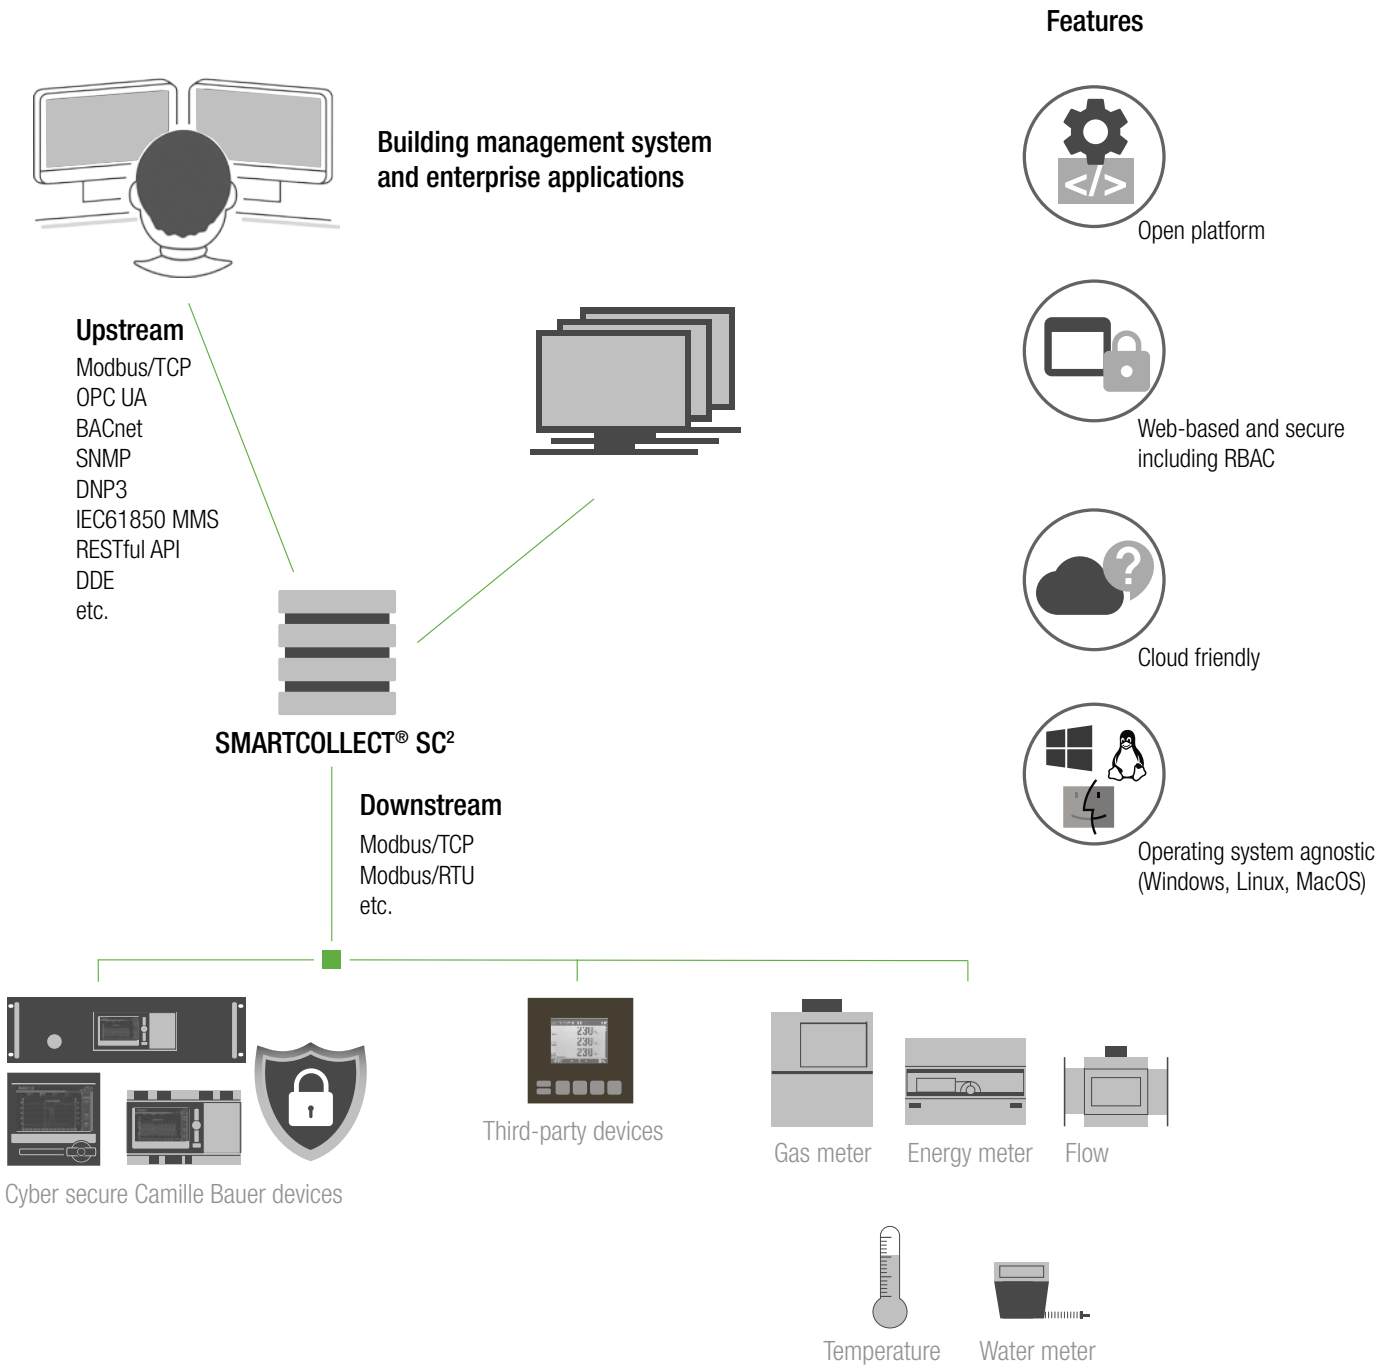 Features
Building management system
and enterprise applications
Open platform
Upstream
Modbus/TCP
OPC UA
BACnet
SNMP
DNP3
IEC61850 MMS
RESTful API
DDE
etc.
</>
Web-based and secure
including RBAC
?
Cloud friendly
SMARTCOLLECT® SC²
Downstream
Modbus/TCP
Modbus/RTU
etc.
Operating system agnostic
(Windows, Linux, MacOS)
230
230
230
Cyber secure Camille Bauer devices
Third-party devices
Gas meter
Energy meter
Flow
Temperature
Water meter